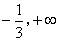 -1/3, +∞